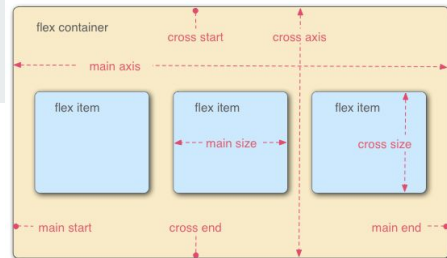 flex container
cross start
cross axis
main axis
flex item
flex item
flex item
main size
cross size
main start
cross end
main end